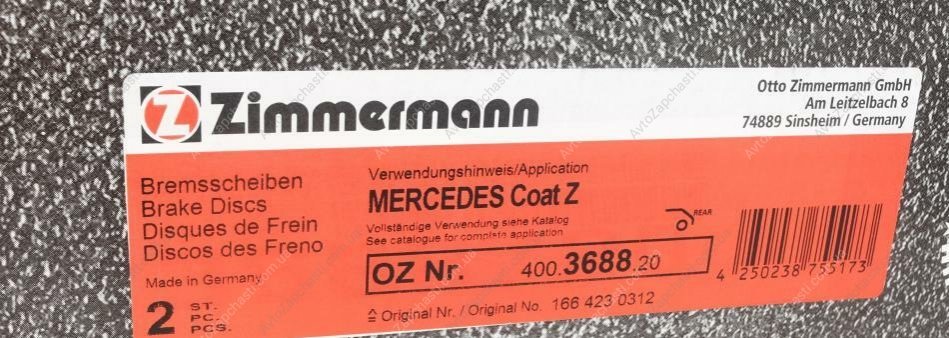 Zimmermann
Otto Zimmermann GmbH
Am Leitzelbach 8
74889 Sinsheim / Germany
Bremsscheiben
Brake Discs
Disques de Frein
Discos des Freno
Made in Germany
2 ST.
PC.
PCS.
Verwendungshinweis/Application
MERCEDES Coat Z
Vollständige Verwendung siehe Katalog
See catalogue for complete application
REAR
OZ Nr. 400.3688.20
≙ Original Nr. / Original No. 166 423 0312
4 250238 755173